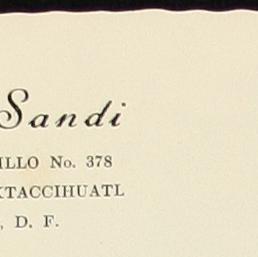 Sandi
ILLO No. 378
XTACCIHUATL
, D. F.